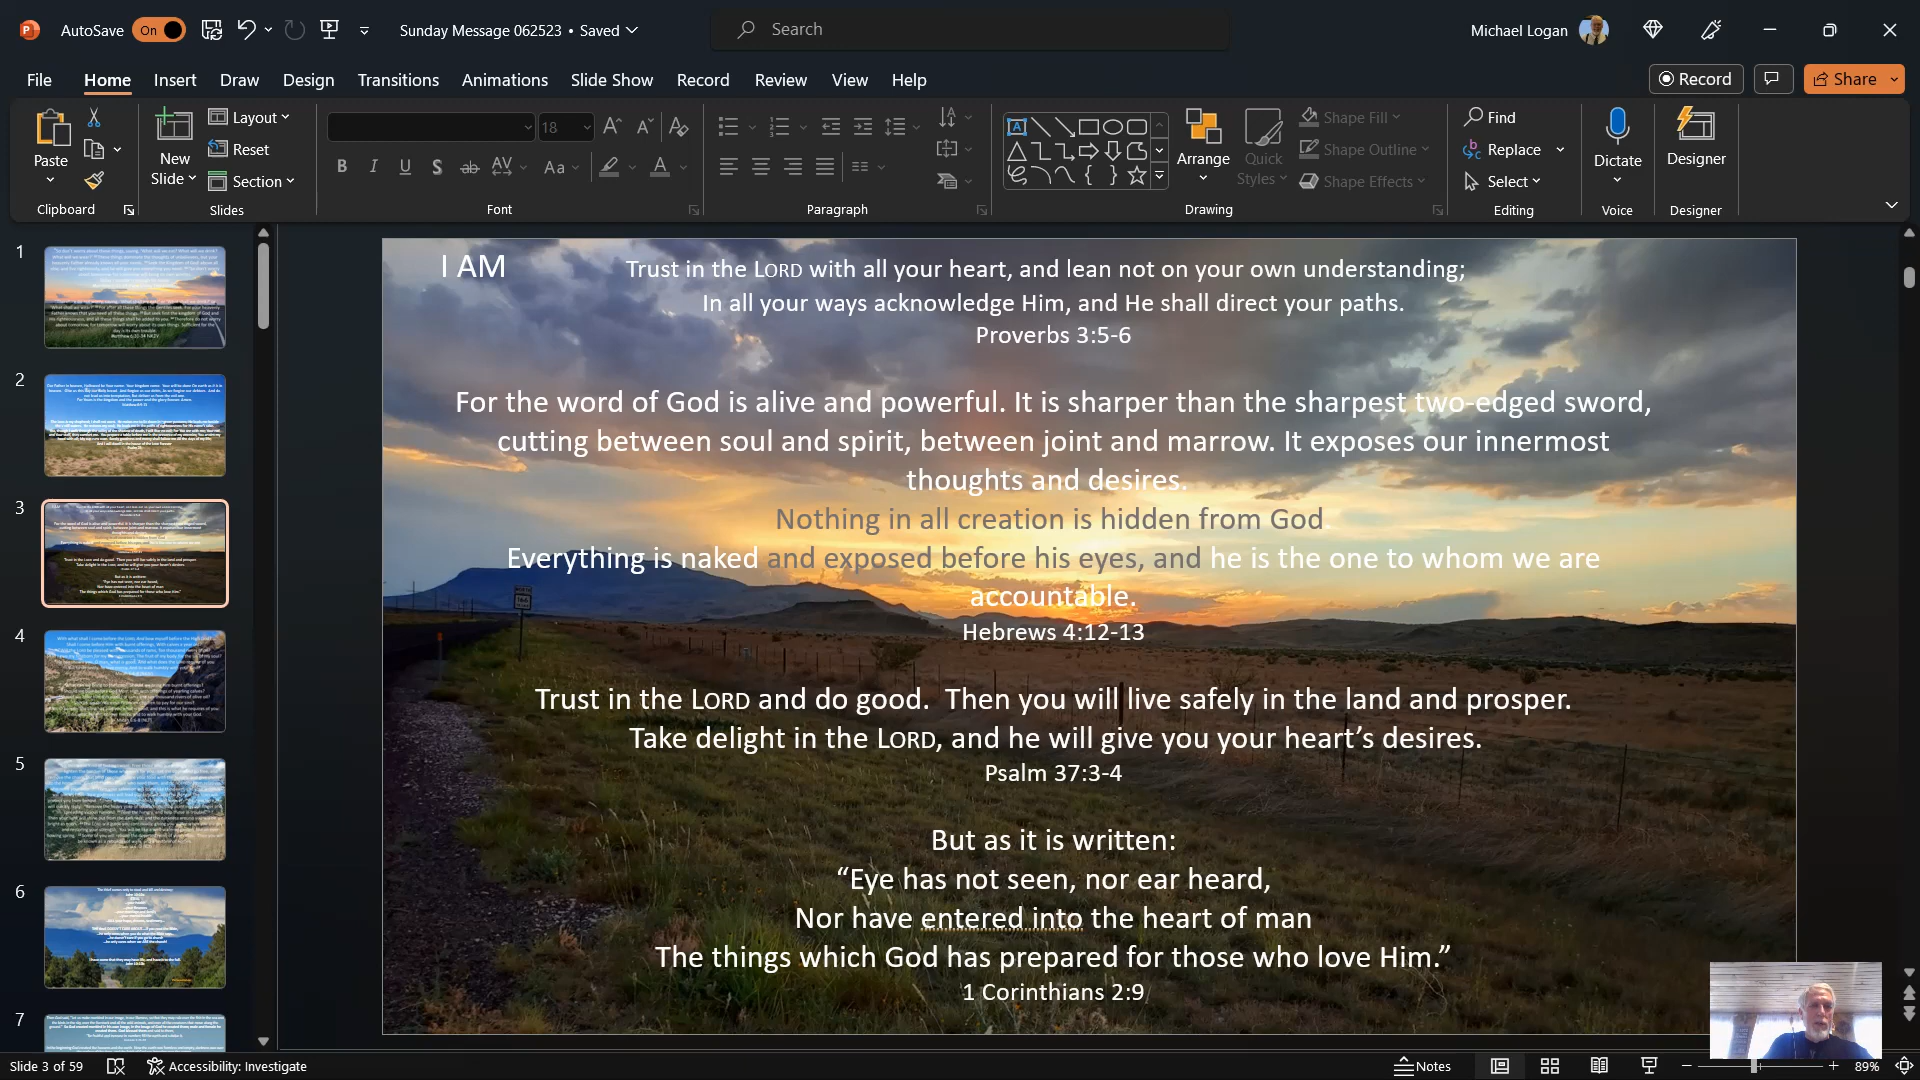 AutoSave On Sunday Message 062523 • Saved Search Michael Logan
File Home Insert Draw Design Transitions Animations Slide Show Record Review View Help Record Share
Paste New Slide Layout Reset Section 18 Arrange Quick Styles Shape Fill Shape Outline Shape Effects Find Replace Select Dictate Designer
Clipboard Slides Font Paragraph Drawing Editing Voice Designer
1
2
3
4
5
6
7
I AM
Trust in the LORD with all your heart, and lean not on your own understanding;
In all your ways acknowledge Him, and He shall direct your paths.
Proverbs 3:5-6
For the word of God is alive and powerful. It is sharper than the sharpest two-edged sword,
cutting between soul and spirit, between joint and marrow. It exposes our innermost
thoughts and desires.
Nothing in all creation is hidden from God
Everything is naked and exposed before his eyes, and he is the one to whom we are
accountable.
Hebrews 4:12-13
Trust in the LORD and do good. Then you will live safely in the land and prosper.
Take delight in the LORD, and he will give you your heart’s desires.
Psalm 37:3-4
But as it is written:
“Eye has not seen, nor ear heard,
Nor have entered into the heart of man
The things which God has prepared for those who love Him.”
1 Corinthians 2:9
Slide 3 of 59 Accessibility: Investigate Notes 89%